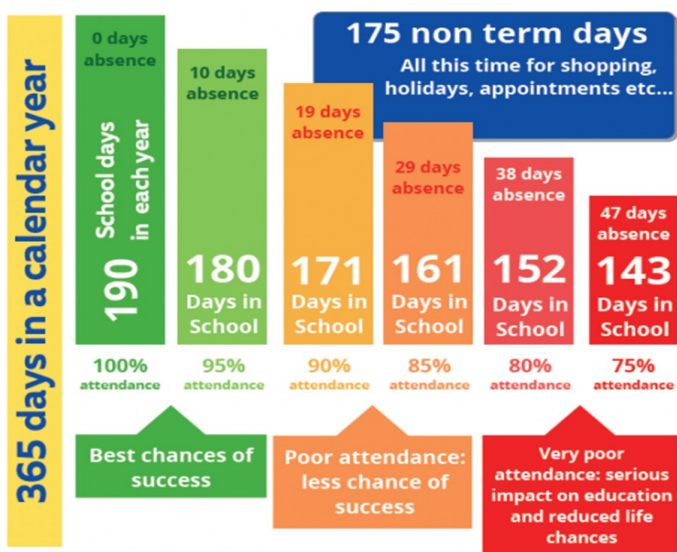 365 days in a calendar year
175 non term days
All this time for shopping,
holidays, appointments etc...
0 days
absence
190
School days
in each year
100%
attendance
10 days
absence
180
Days in
School
95%
attendance
19 days
absence
171
Days in
School
90%
attendance
29 days
absence
161
Days in
School
85%
attendance
38 days
absence
152
Days in
School
80%
attendance
47 days
absence
143
Days in
School
75%
attendance
Best chances of
success
Poor attendance:
less chance of
success
Very poor
attendance: serious
impact on education
and reduced life
chances